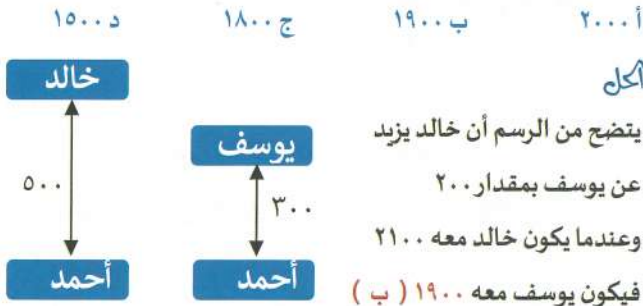 أ ٢٠٠٠ ب ١٩٠٠ ج ١٨٠٠ د ١٥٠٠
الحل
يتضح من الرسم أن خالد يزيد
عن يوسف بمقدار ٢٠٠
وعندما يكون خالد معه ٢١٠٠
فيكون يوسف معه ١٩٠٠ ( ب )
يوسف
٣٠٠
أحمد
خالد
٥٠٠
أحمد